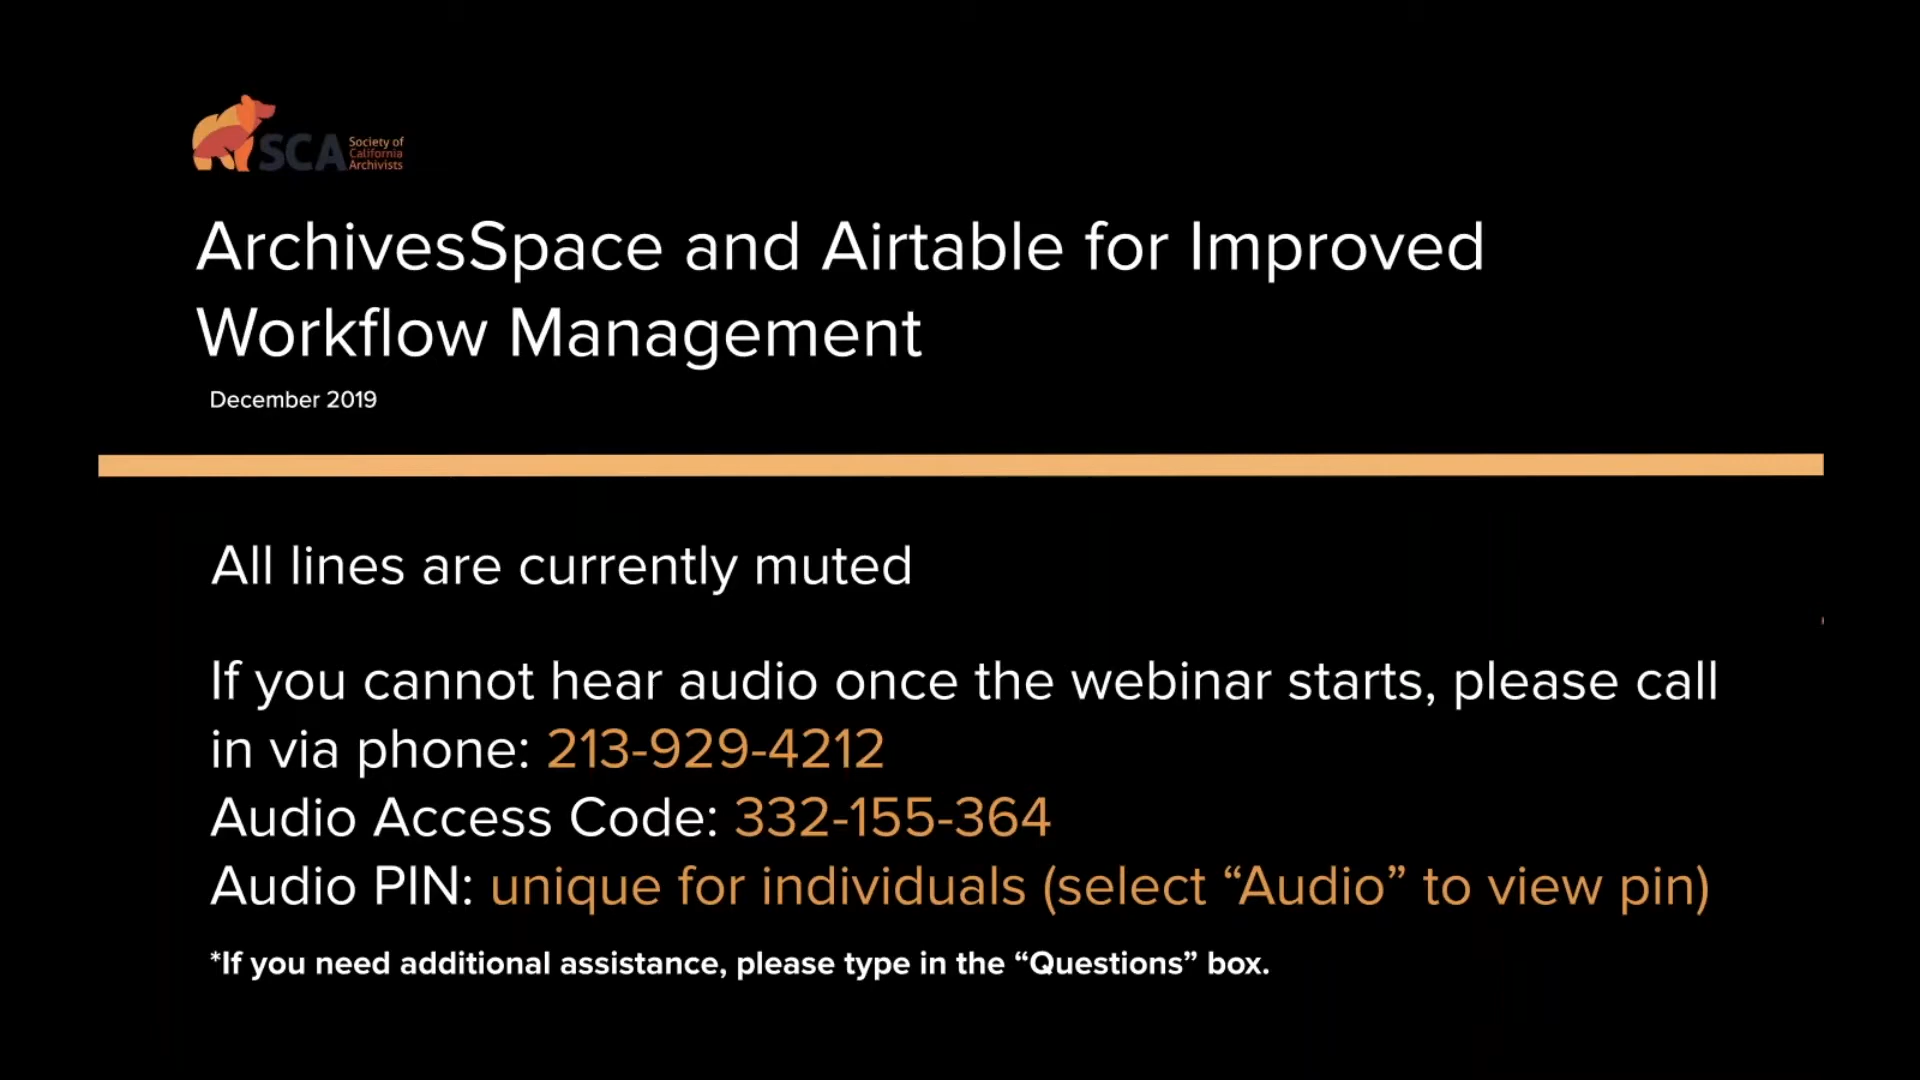 SCA
Society of
California
Archivists
ArchivesSpace and Airtable for Improved
Workflow Management
December 2019
All lines are currently muted
If you cannot hear audio once the webinar starts, please call
in via phone: 213-929-4212
Audio Access Code: 332-155-364
Audio PIN: unique for individuals (select “Audio” to view pin)
*If you need additional assistance, please type in the “Questions” box.